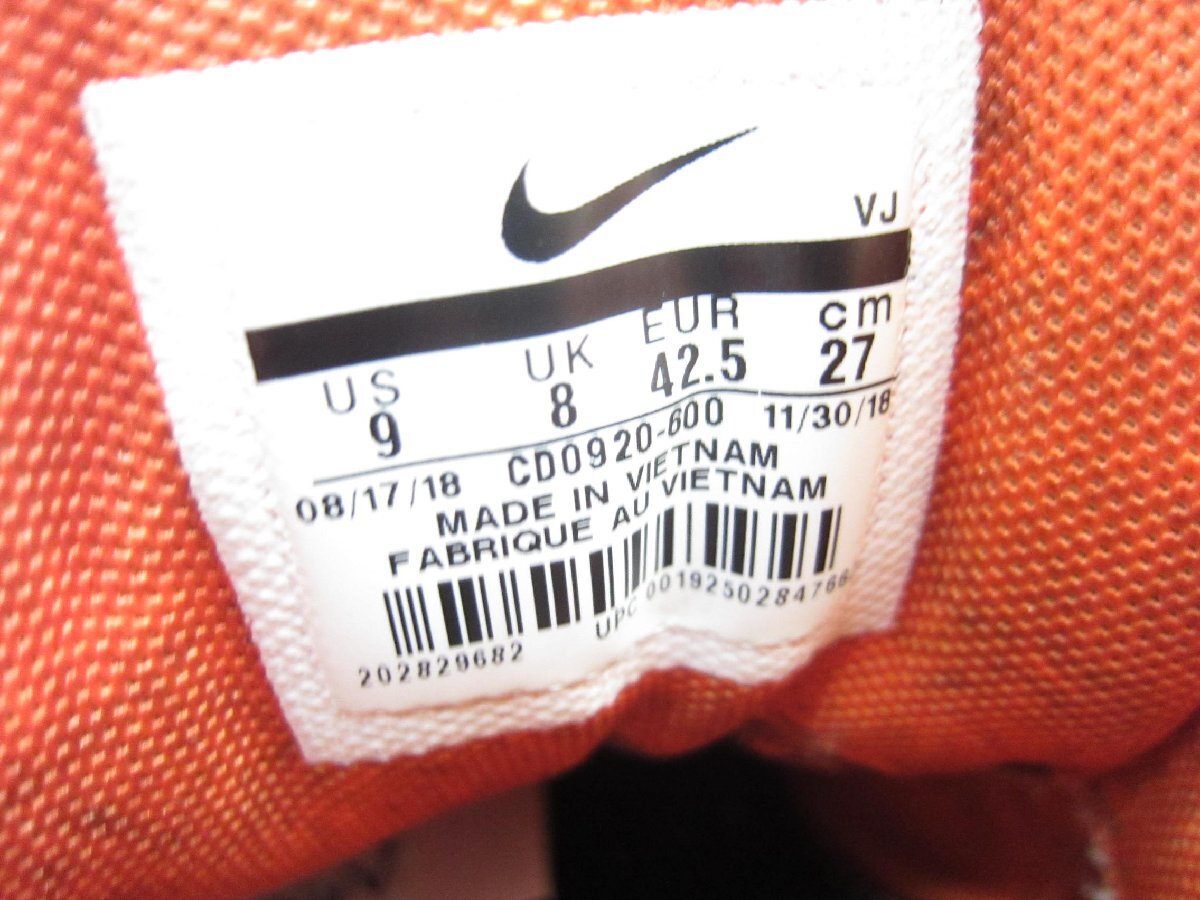 VJ
US UK EUR cm
9 8 42.5 27
08/17/18 CD0920-600 11/30/18
MADE IN VIETNAM
FABRIQUE AU VIETNAM
202829682 UPC